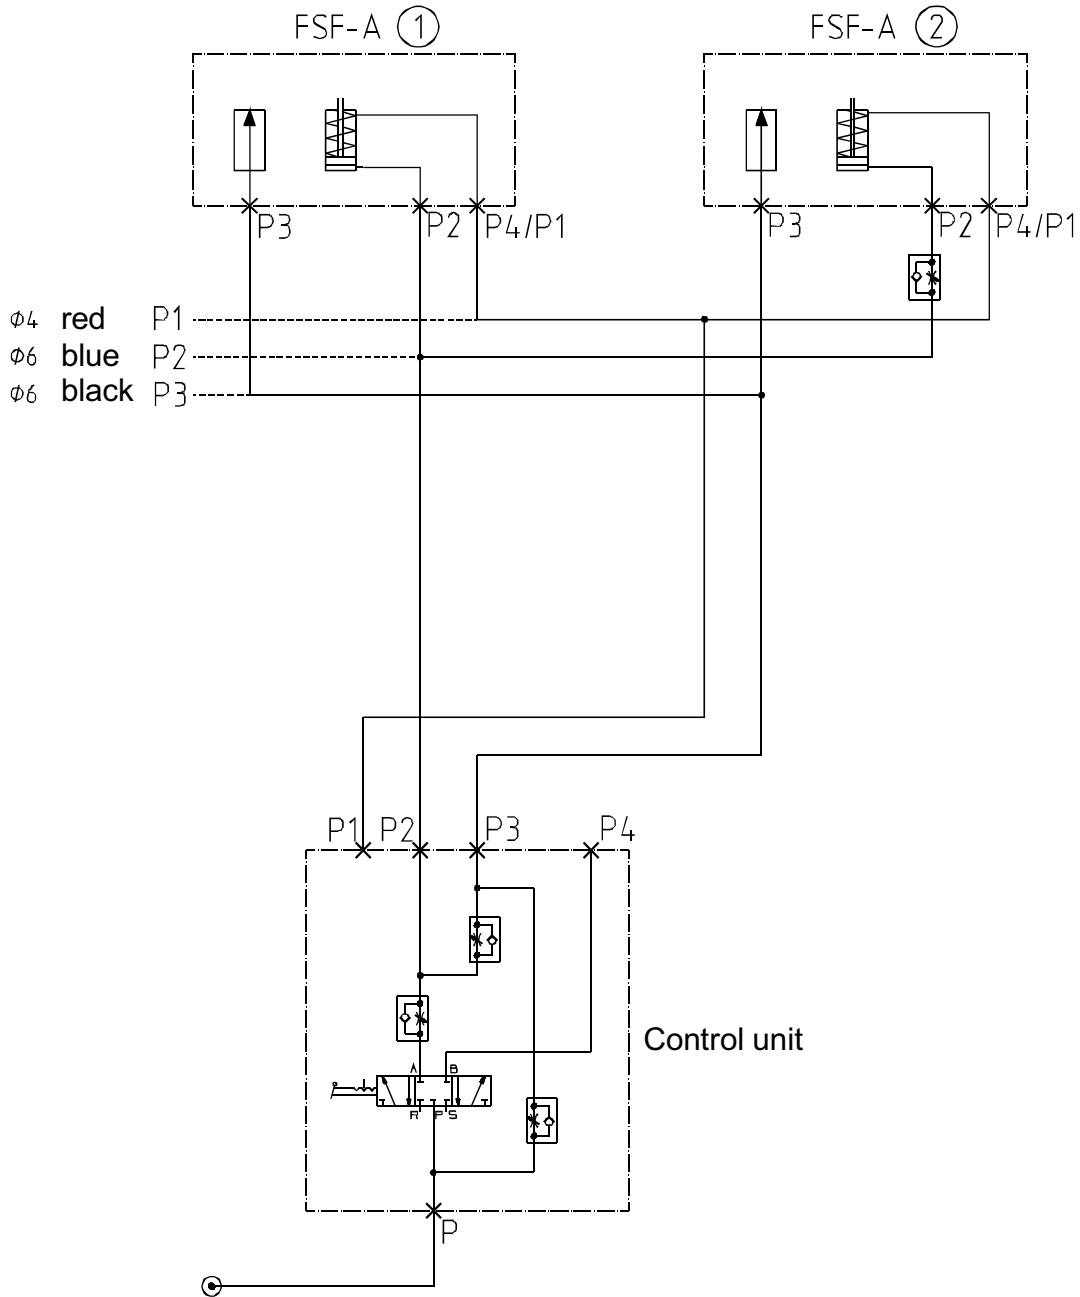 FSF-A 1
FSF-A 2
P3 P2 P4/P1
P3 P2 P4/P1
Φ4 red P1
Φ6 blue P2
Φ6 black P3
P1 P2 P3 P4
Control unit
A B
R P S
P